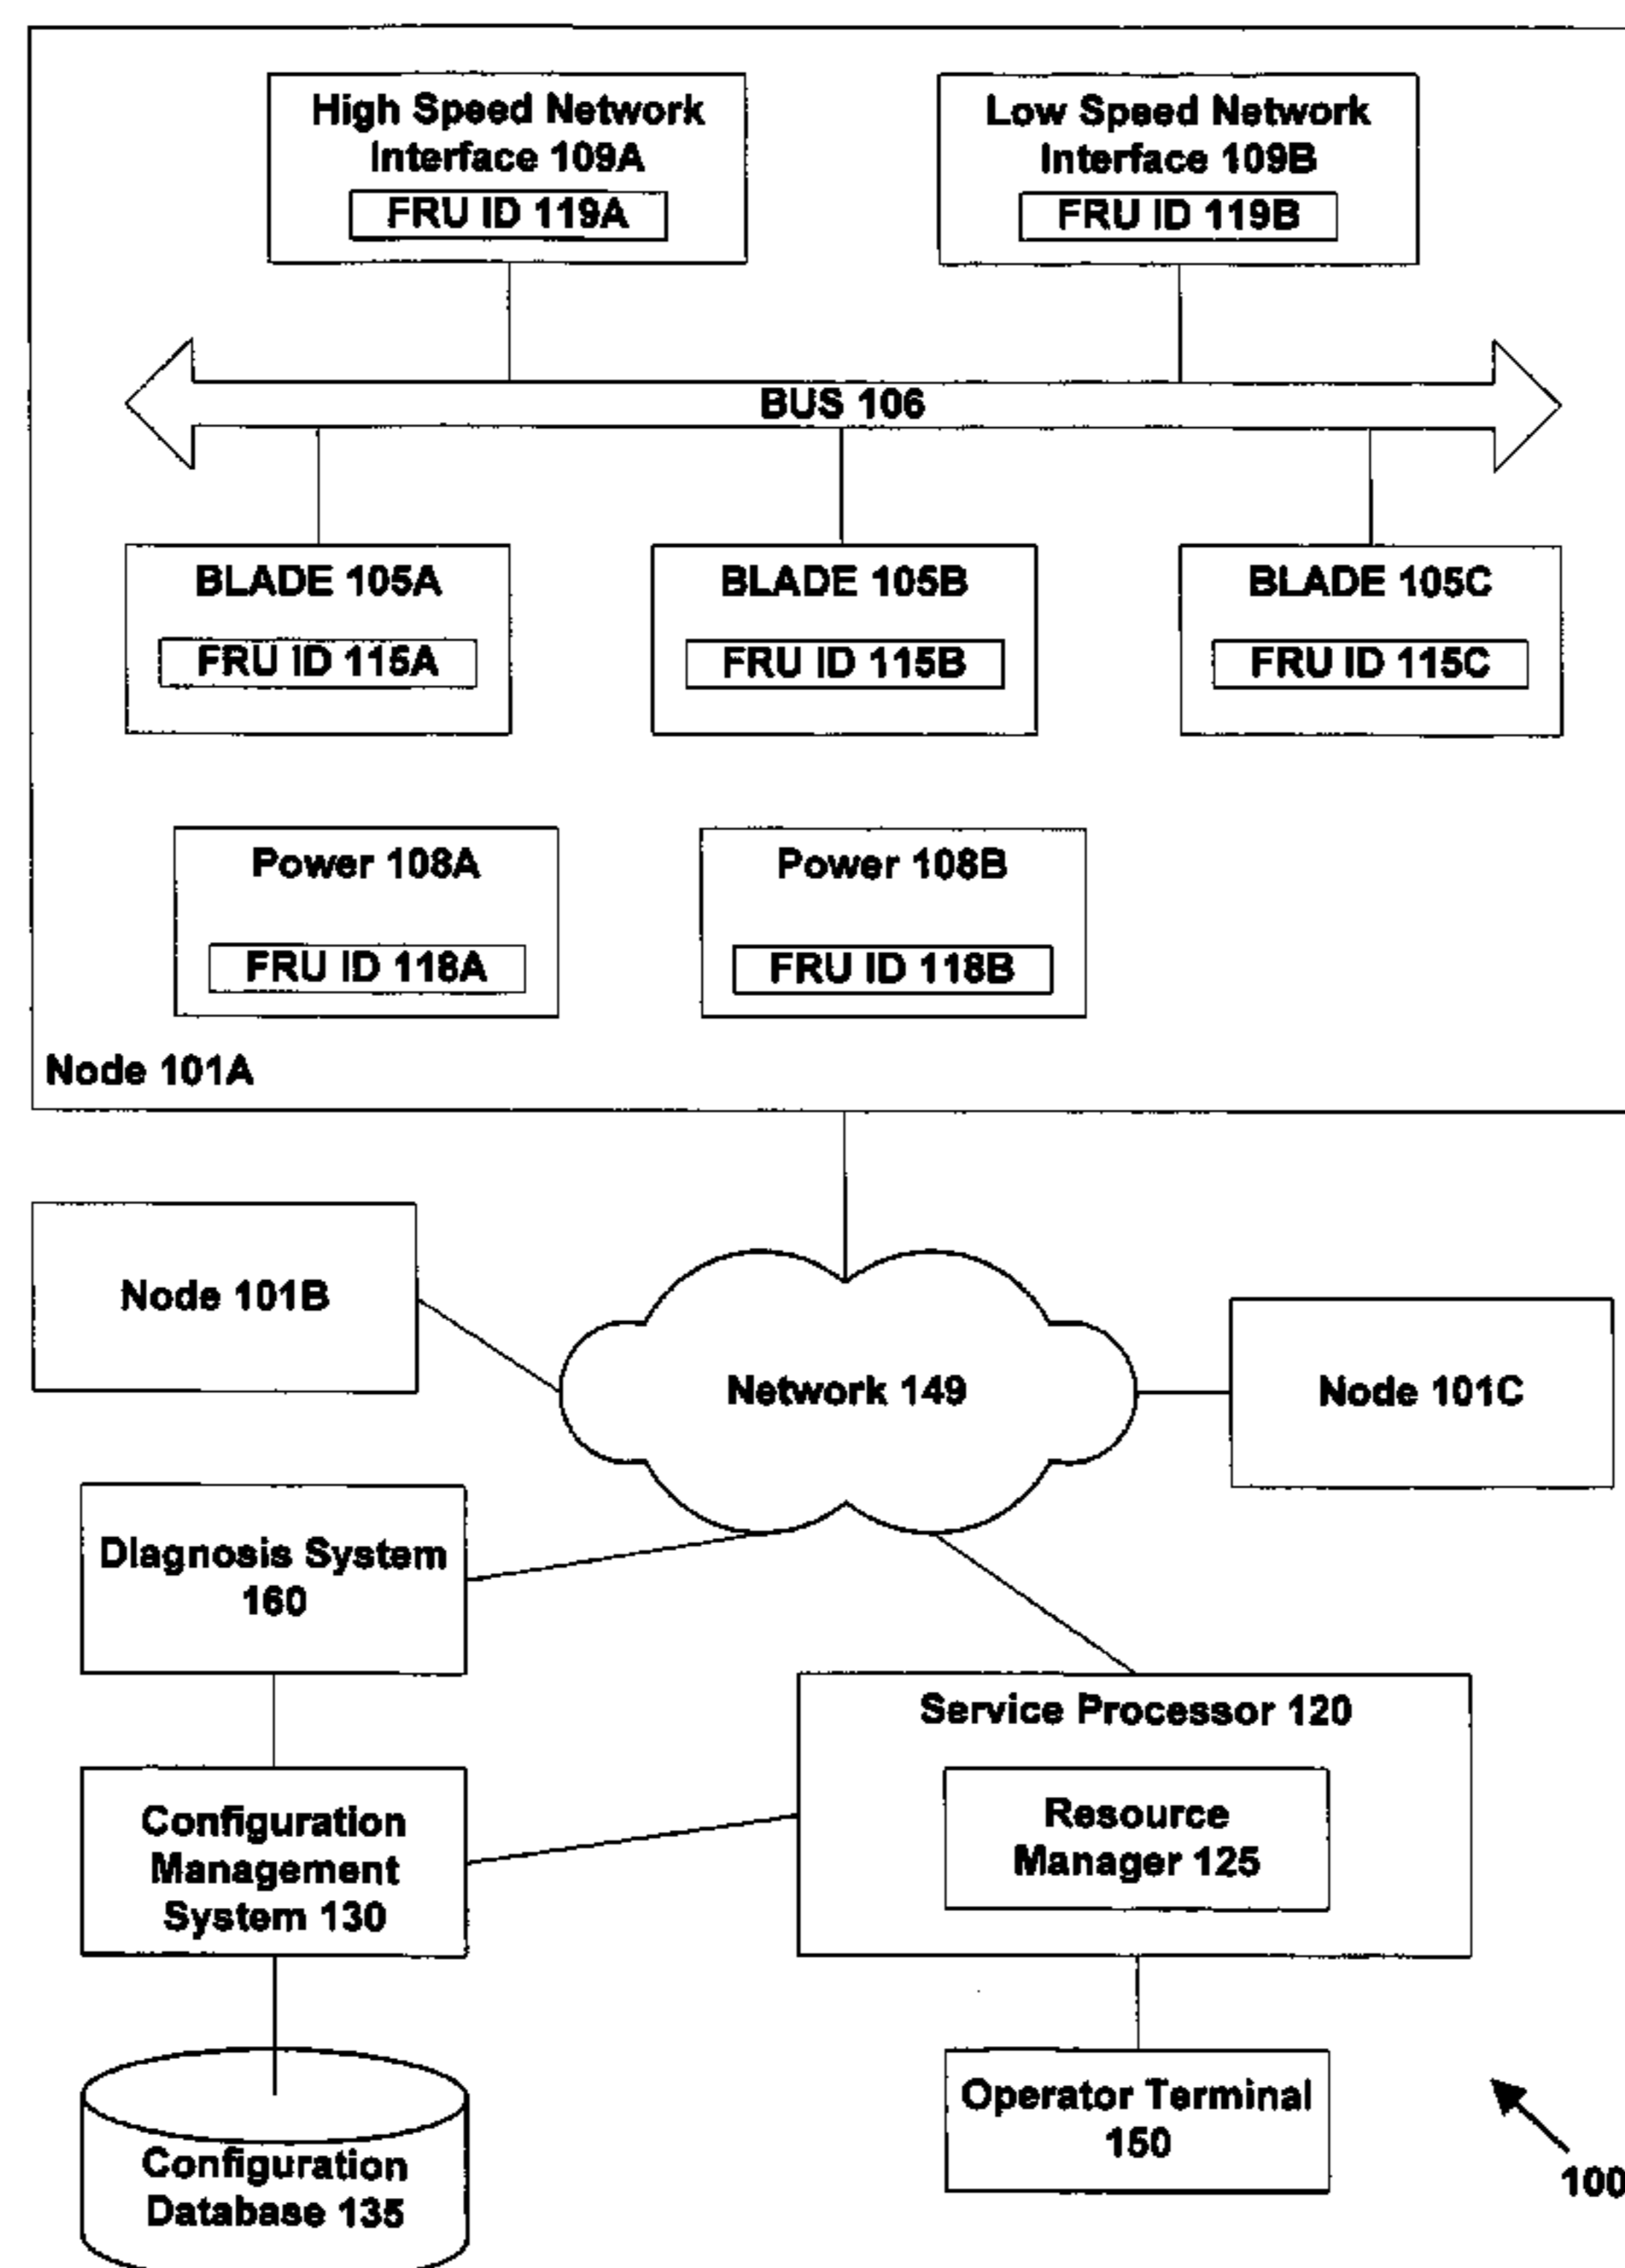 High Speed Network
Interface 109A
FRU ID 119A
Low Speed Network
Interface 109B
FRU ID 119B
BUS 106
BLADE 105A
FRU ID 115A
BLADE 105B
FRU ID 115B
BLADE 105C
FRU ID 115C
Power 108A
FRU ID 118A
Power 108B
FRU ID 118B
Node 101A
Node 101B
Network 149
Node 101C
Diagnosis System
160
Service Processor 120
Resource
Manager 125
Configuration
Management
System 130
Operator Terminal
150
Configuration
Database 135
100